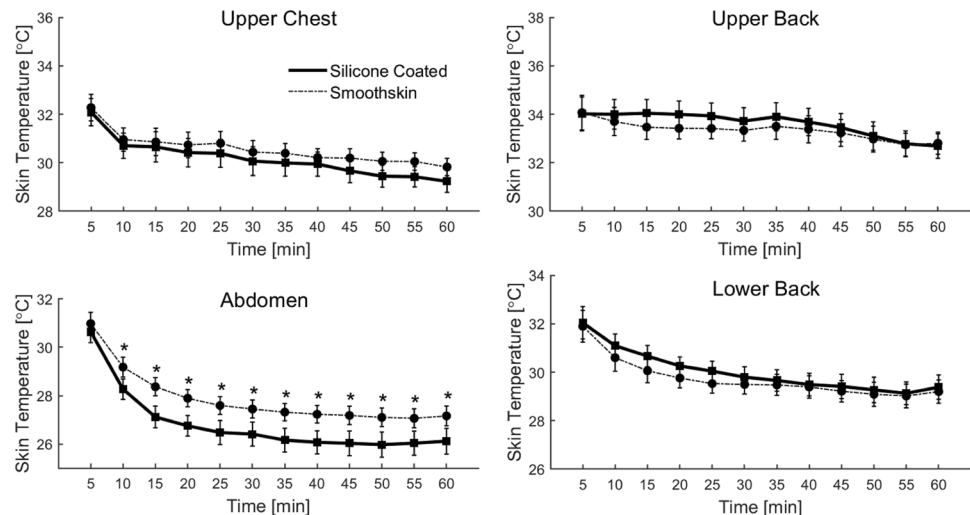 Upper Chest
Skin Temperature [°C]
36
34
32
30
28
Silicone Coated
Smoothskin
5 10 15 20 25 30 35 40 45 50 55 60
Time [min]
Upper Back
Skin Temperature [°C]
38
36
34
32
30
5 10 15 20 25 30 35 40 45 50 55 60
Time [min]
Abdomen
Skin Temperature [°C]
32
30
28
26
* * * * * * * * * * *
5 10 15 20 25 30 35 40 45 50 55 60
Time [min]
Lower Back
Skin Temperature [°C]
34
32
30
28
26
5 10 15 20 25 30 35 40 45 50 55 60
Time [min]